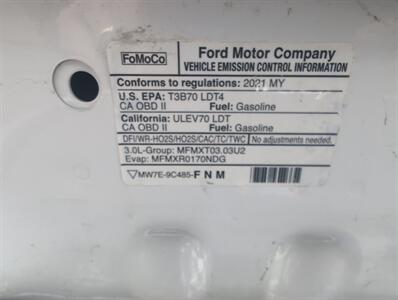 FoMoCo
Ford Motor Company
VEHICLE EMISSION CONTROL INFORMATION
Conforms to regulations: 2021 MY
U.S. EPA: T3B70 LDT4
CA OBD II Fuel: Gasoline
California: ULEV70 LDT
CA OBD II Fuel: Gasoline
DFI/WR-HO2S/HO2S/CAC/TC/TWC No adjustments needed.
3.0L-Group: MFMXT03.03U2
Evap: MFMXR0170NDG
MW7E-9C485-FNM